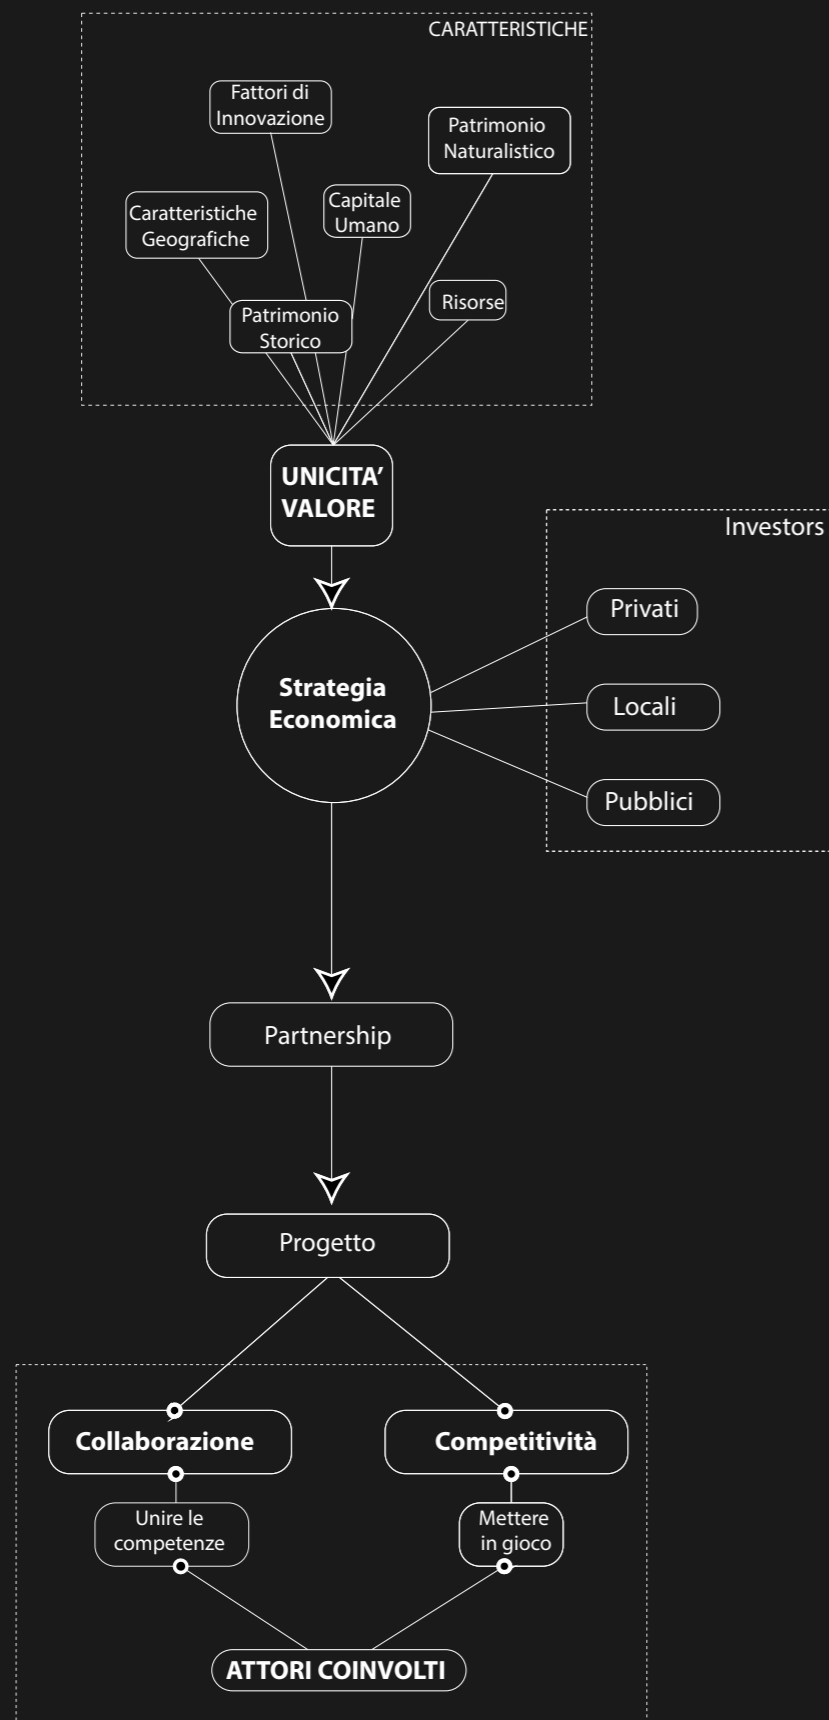 CARATTERISTICHE
Fattori di
Innovazione
Patrimonio
Naturalistico
Caratteristiche
Geografiche
Capitale
Umano
Risorse
Patrimonio
Storico
UNICITA’
VALORE
Investors
Privati
Strategia
Economica
Locali
Pubblici
Partnership
Progetto
Collaborazione
Competitività
Unire le
competenze
Mettere
in gioco
ATTORI COINVOLTI